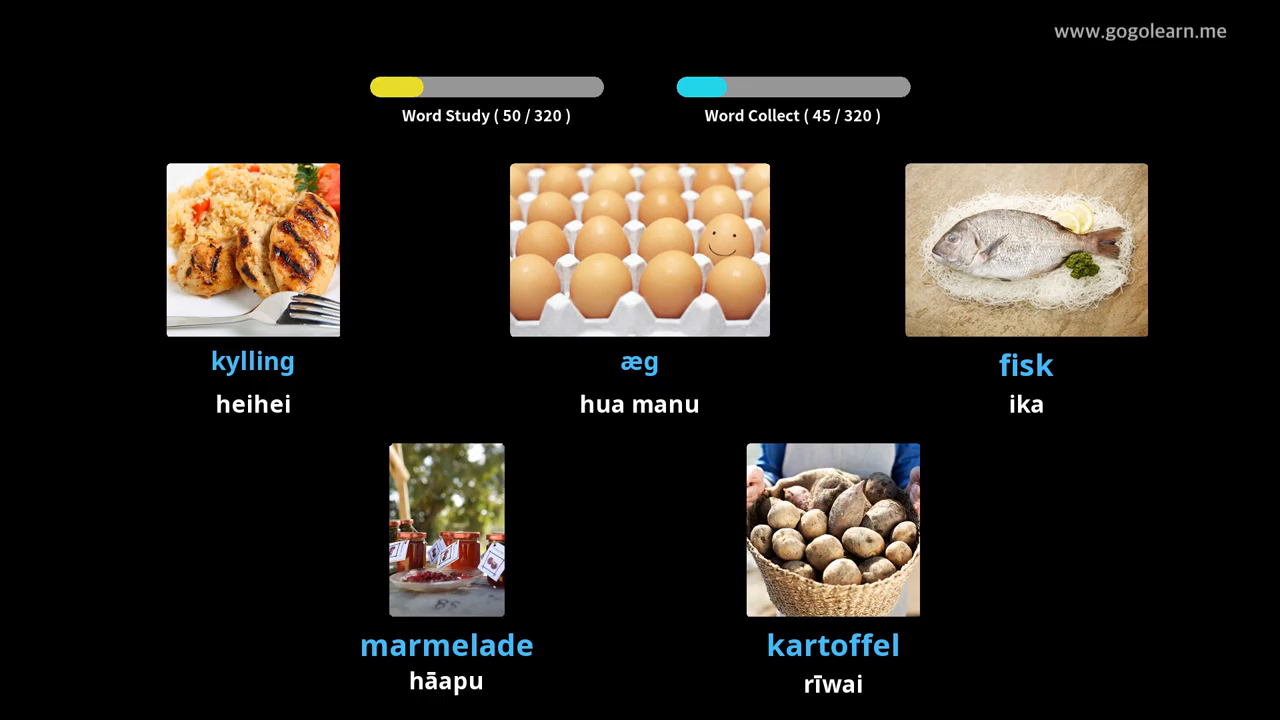 www.gogolearn.me
Word Study ( 50 / 320 )
Word Collect ( 45 / 320 )
kylling
æg
fisk
heihei
hua manu
ika
marmelade
kartoffel
hāapu
rīwai